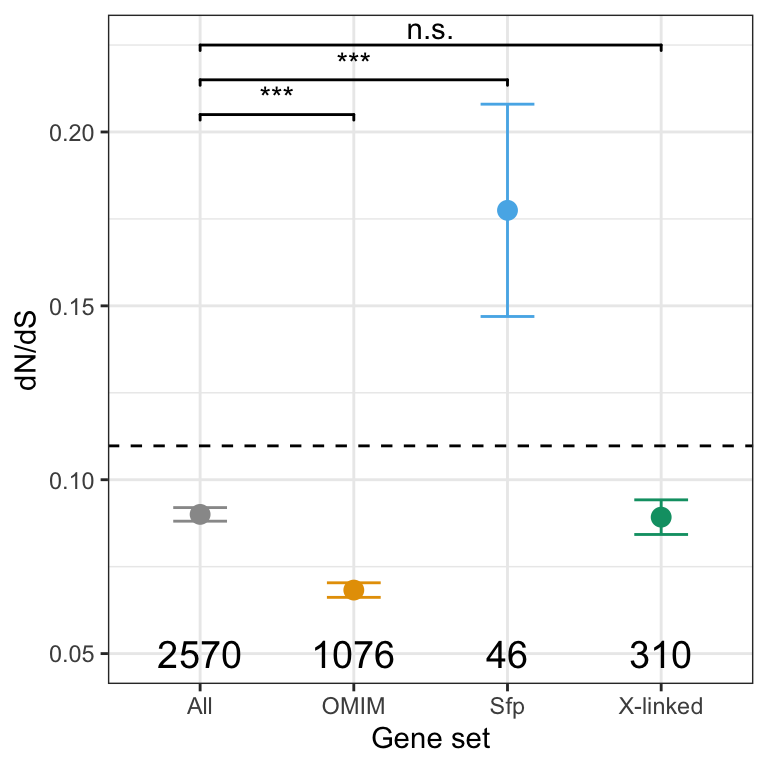 n.s.
***
***
0.20
0.15
0.10
0.05
dN/dS
2570 1076 46 310
All OMIM Sfp X-linked
Gene set